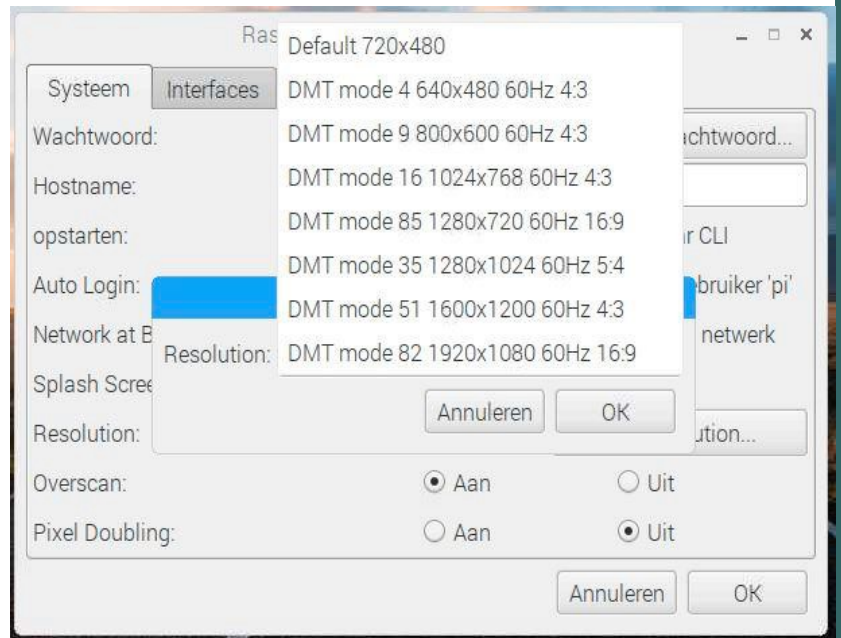 Ras
Default 720x480
Systeem Interfaces
DMT mode 4 640x480 60Hz 4:3
Wachtwoord:
DMT mode 9 800x600 60Hz 4:3
achtwoord...
Hostname:
DMT mode 16 1024x768 60Hz 4:3
opstarten:
DMT mode 85 1280x720 60Hz 16:9
r CLI
Auto Login:
DMT mode 35 1280x1024 60Hz 5:4
bruiker 'pi'
Network at B
DMT mode 51 1600x1200 60Hz 4:3
netwerk
Resolution: DMT mode 82 1920x1080 60Hz 16:9
Splash Scree
Annuleren OK
Resolution:
ution...
Overscan: Aan Uit
Pixel Doubling: Aan Uit
Annuleren OK